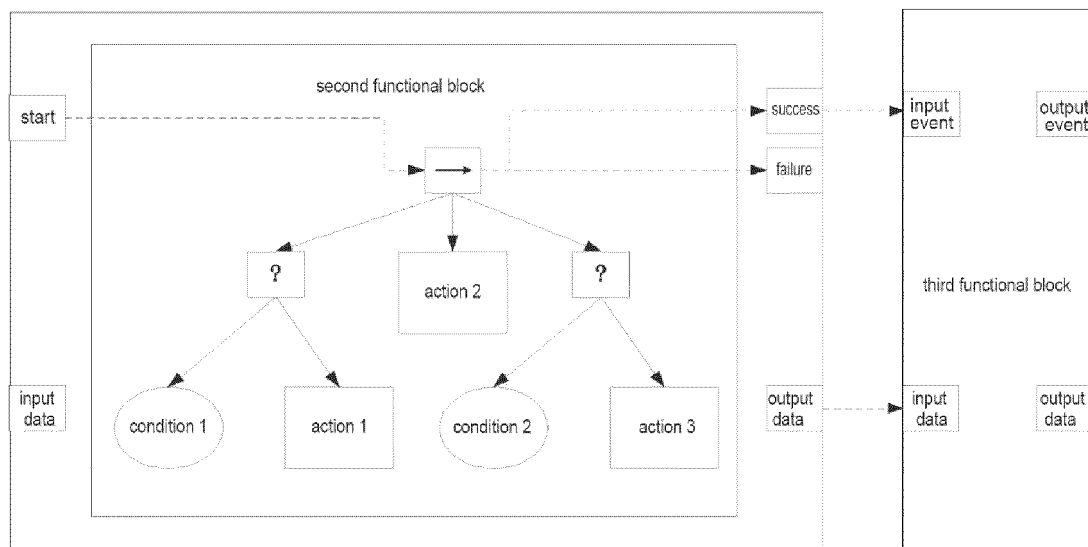 second functional block
start
success
input
event
output
event
failure
?
action 2
?
third functional block
input
data
condition 1
action 1
condition 2
action 3
output
data
input
data
output
data